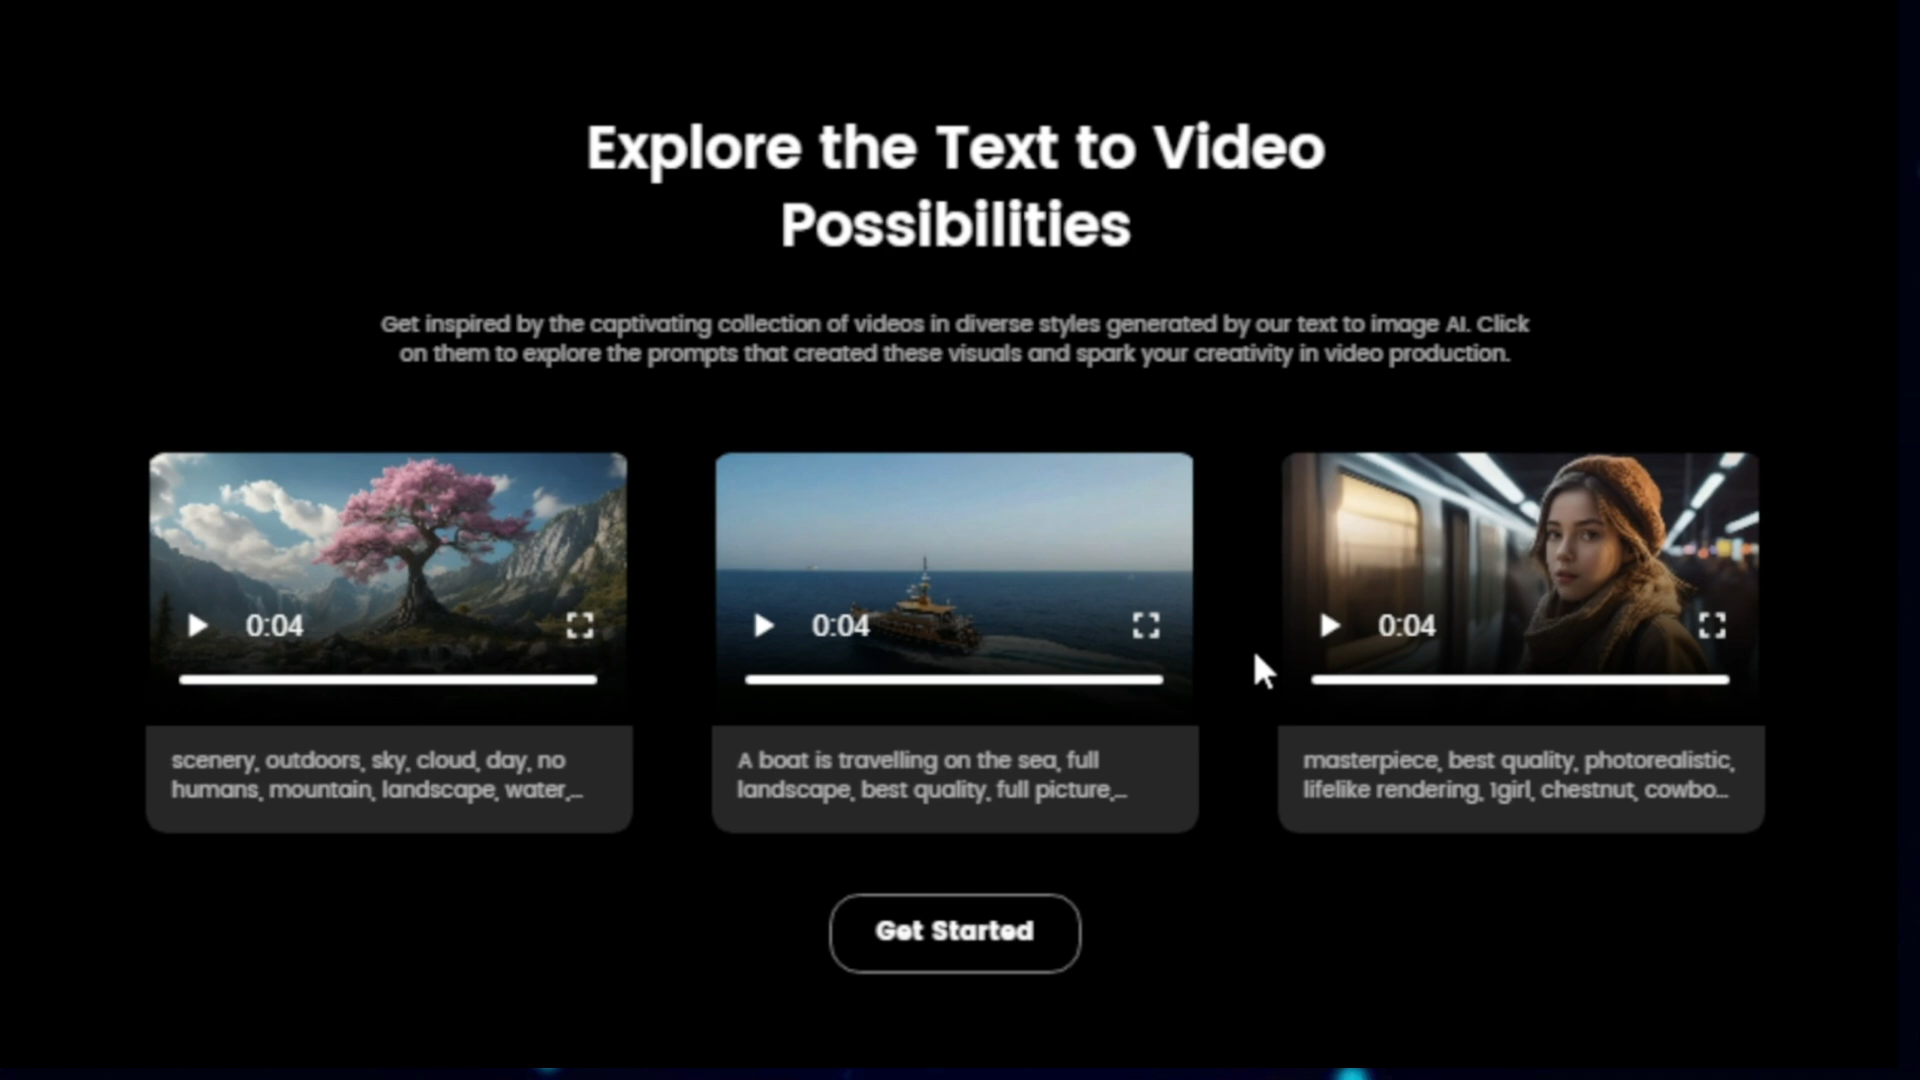 Explore the Text to Video
Possibilities
Get inspired by the captivating collection of videos in diverse styles generated by our text to image AI. Click
on them to explore the prompts that created these visuals and spark your creativity in video production.
0:04
0:04
0:04
scenery, outdoors, sky, cloud, day, no
humans, mountain, landscape, water,...
A boat is travelling on the sea, full
landscape, best quality, full picture,...
masterpiece, best quality, photorealistic,
lifelike rendering, 1girl, chestnut, cowbo...
Get Started